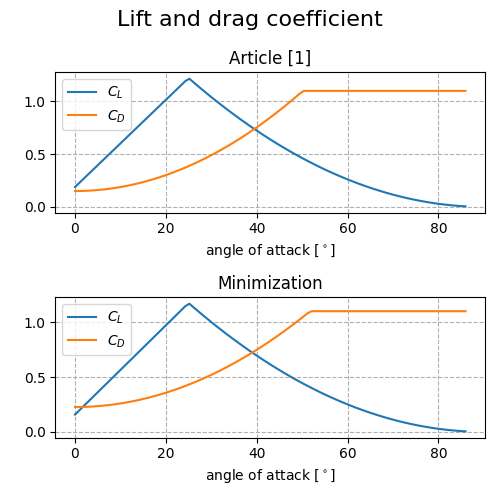 Lift and drag coefficient
Article [1]
C_L
C_D
1.0
0.5
0.0
0 20 40 60 80
angle of attack [°]
Minimization
C_L
C_D
1.0
0.5
0.0
0 20 40 60 80
angle of attack [°]